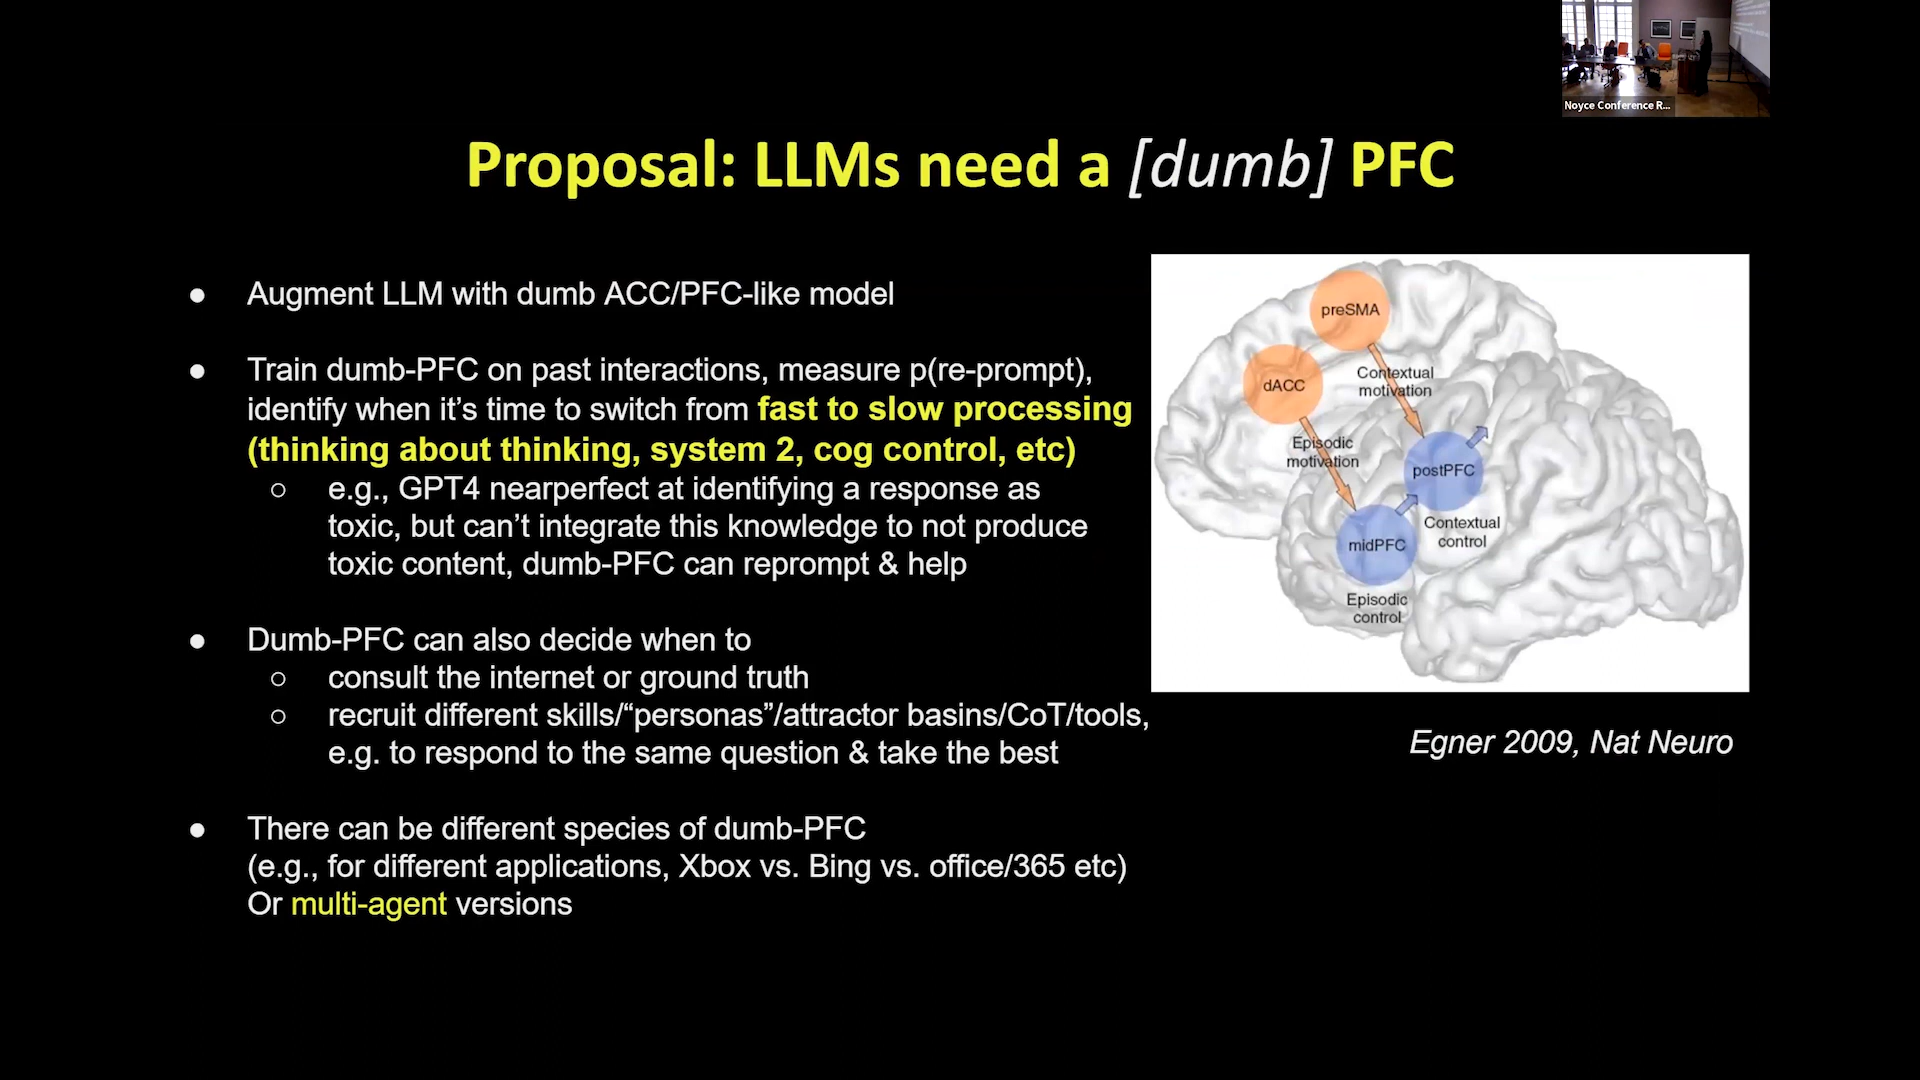 Noyce Conference R...
Proposal: LLMs need a [dumb] PFC
● Augment LLM with dumb ACC/PFC-like model
● Train dumb-PFC on past interactions, measure p(re-prompt),
identify when it’s time to switch from fast to slow processing
(thinking about thinking, system 2, cog control, etc)
○ e.g., GPT4 nearperfect at identifying a response as
toxic, but can’t integrate this knowledge to not produce
toxic content, dumb-PFC can reprompt & help
● Dumb-PFC can also decide when to
○ consult the internet or ground truth
○ recruit different skills/“personas”/attractor basins/CoT/tools,
e.g. to respond to the same question & take the best
● There can be different species of dumb-PFC
(e.g., for different applications, Xbox vs. Bing vs. office/365 etc)
Or multi-agent versions
preSMA
dACC
Contextual
motivation
Episodic
motivation
postPFC
Contextual
control
midPFC
Episodic
control
Egner 2009, Nat Neuro